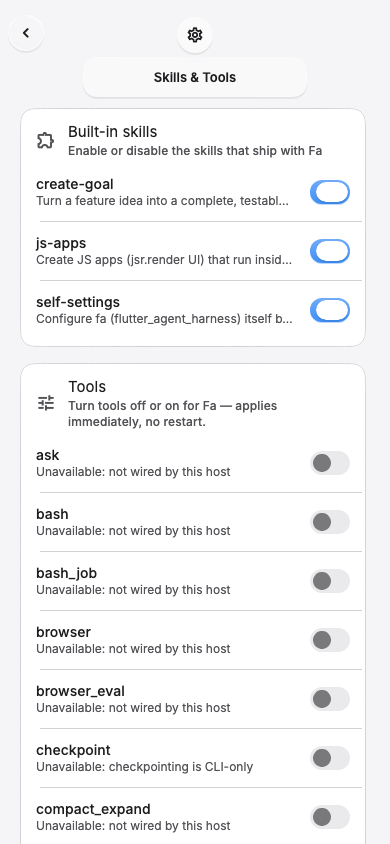 Skills & Tools
Built-in skills
Enable or disable the skills that ship with Fa
create-goal
Turn a feature idea into a complete, testabl...
js-apps
Create JS apps (jsr.render UI) that run insid...
self-settings
Configure fa (flutter_agent_harness) itself b...
Tools
Turn tools off or on for Fa — applies
immediately, no restart.
ask
Unavailable: not wired by this host
bash
Unavailable: not wired by this host
bash_job
Unavailable: not wired by this host
browser
Unavailable: not wired by this host
browser_eval
Unavailable: not wired by this host
checkpoint
Unavailable: checkpointing is CLI-only
compact_expand
Unavailable: not wired by this host